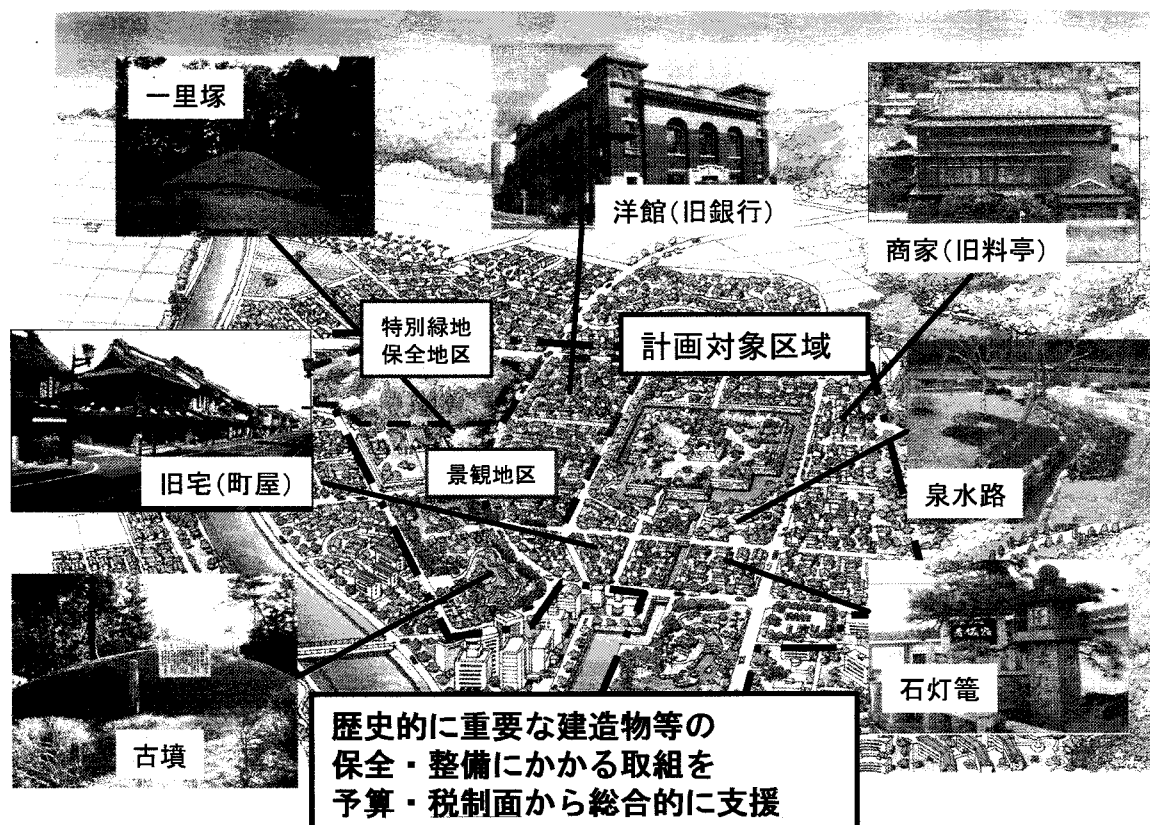 一里塚
洋館(旧銀行)
商家(旧料亭)
特別緑地
保全地区
計画対象区域
旧宅(町屋)
景観地区
泉水路
古墳
石灯篭
歴史的に重要な建造物等の
保全・整備にかかる取組を
予算・税制面から総合的に支援